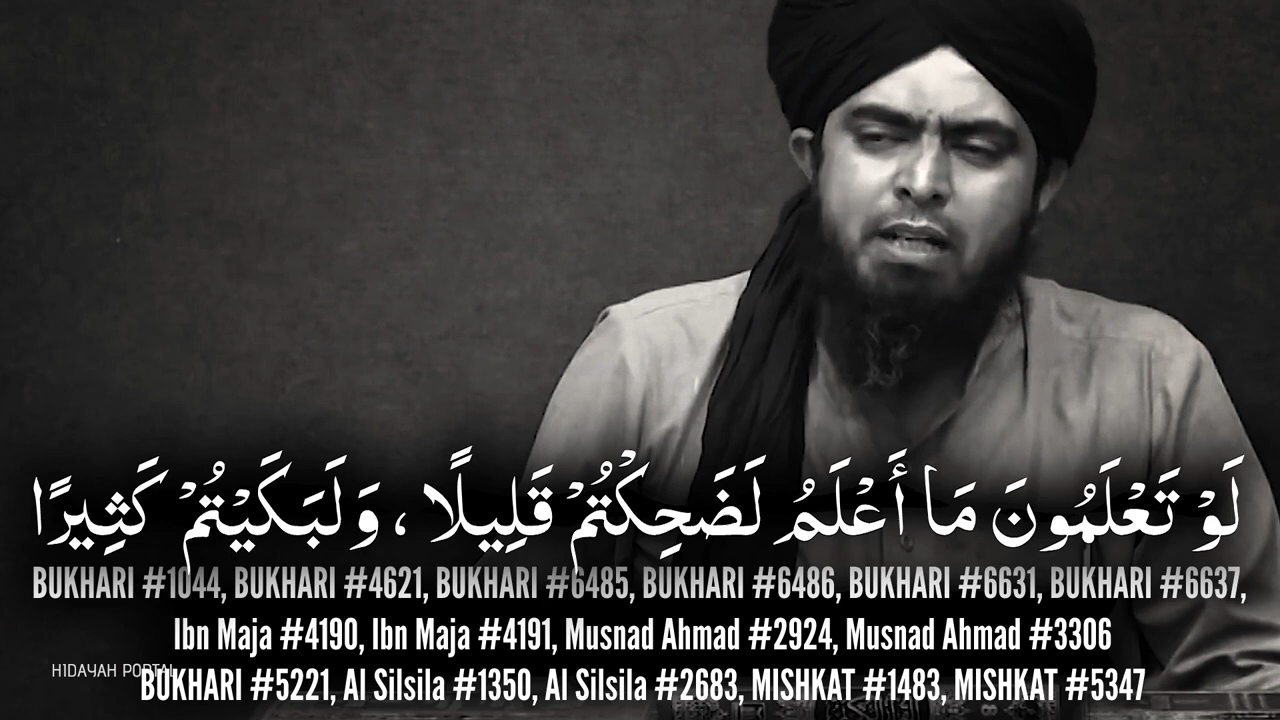 لَوْ تَعْلَمُونَ مَا أَعْلَمُ لَضَحِكْتُمْ قَلِيلًا ، وَلَبَكَيْتُمْ كَثِيرًا
BUKHARI #1044, BUKHARI #4621, BUKHARI #6485, BUKHARI #6486, BUKHARI #6631, BUKHARI #6637,
Ibn Maja #4190, Ibn Maja #4191, Musnad Ahmad #2924, Musnad Ahmad #3306
HIDAYAH PORTAL
BUKHARI #5221, Al Silsila #1350, Al Silsila #2683, MISHKAT #1483, MISHKAT #5347